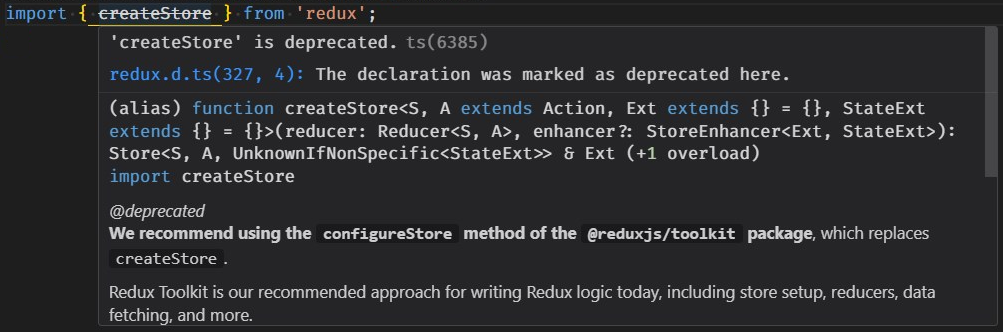 import { createStore } from 'redux';
'createStore' is deprecated. ts(6385)
redux.d.ts(327, 4): The declaration was marked as deprecated here.
(alias) function createStore<S, A extends Action, Ext extends {} = {}, StateExt
extends {} = {}>(reducer: Reducer<S, A>, enhancer?: StoreEnhancer<Ext, StateExt>):
Store<S, A, UnknownIfNonSpecific<StateExt>> & Ext (+1 overload)
import createStore
@deprecated
We recommend using the configureStore method of the @reduxjs/toolkit package, which replaces
createStore.
Redux Toolkit is our recommended approach for writing Redux logic today, including store setup, reducers, data
fetching, and more.